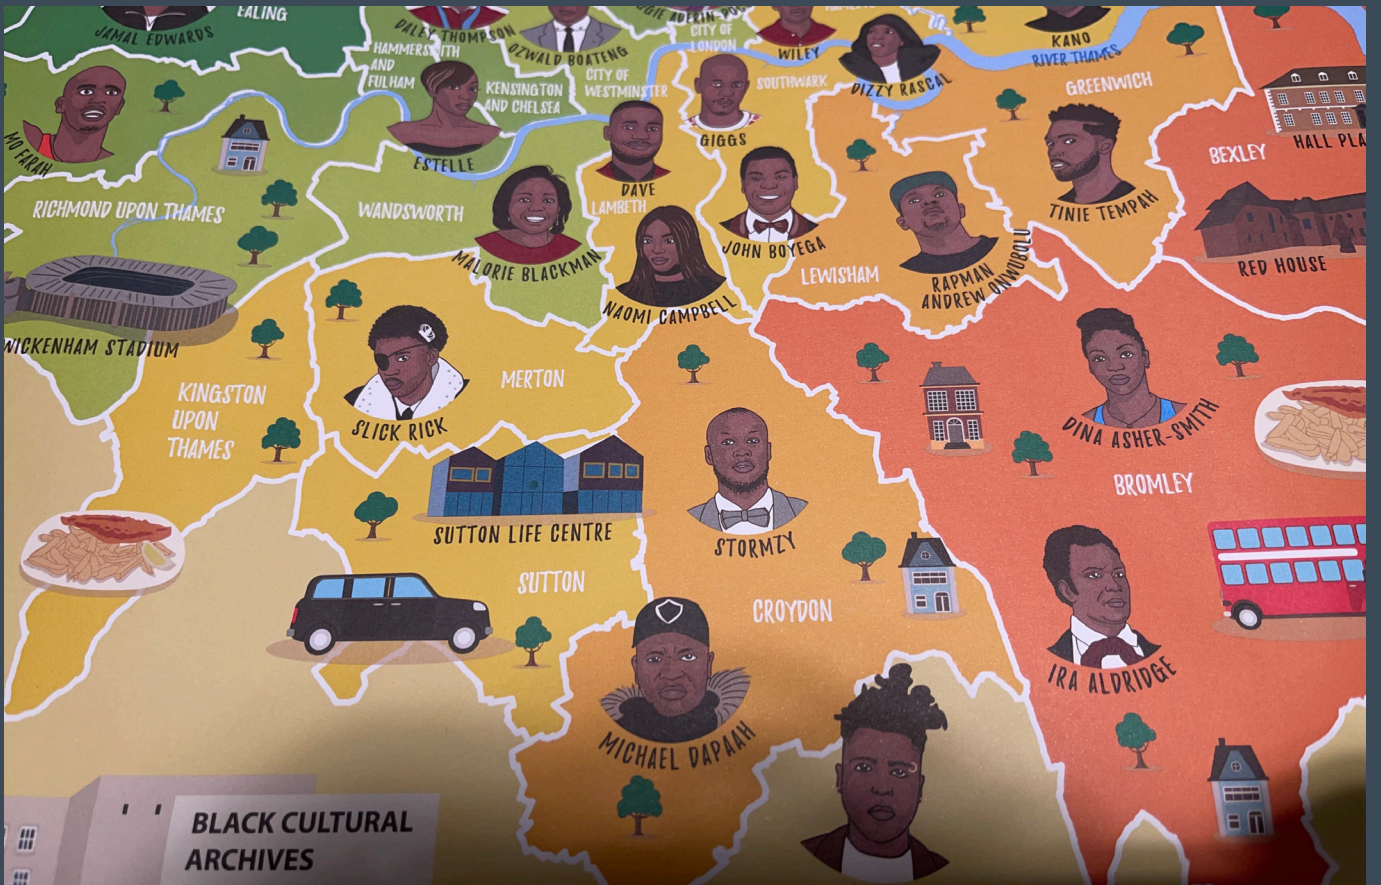 EALING
JAMAL EDWARDS
DALEY THOMPSON
OZWALD BOATENG
CITY OF
LONDON
WILEY
DIZZY RASCAL
KANO
RIVER THAMES
HAMMERSMITH
AND
FULHAM
KENSINGTON
AND CHELSEA
CITY OF
WESTMINSTER
SOUTHWARK
GREENWICH
MO FARAH
ESTELLE
GIGGS
HALL PLA
BEXLEY
RICHMOND UPON THAMES
WANDSWORTH
DAVE
LAMBETH
TINIE TEMPAH
MALORIE BLACKMAN
JOHN BOYEGA
LEWISHAM
RAPMAN
ANDREW ONWUBOLU
RED HOUSE
NAOMI CAMPBELL
WICKENHAM STADIUM
KINGSTON
UPON
THAMES
SLICK RICK
MERTON
DINA ASHER-SMITH
BROMLEY
SUTTON LIFE CENTRE
STORMZY
SUTTON
CROYDON
IRA ALDRIDGE
MICHAEL DAPAAH
BLACK CULTURAL
ARCHIVES